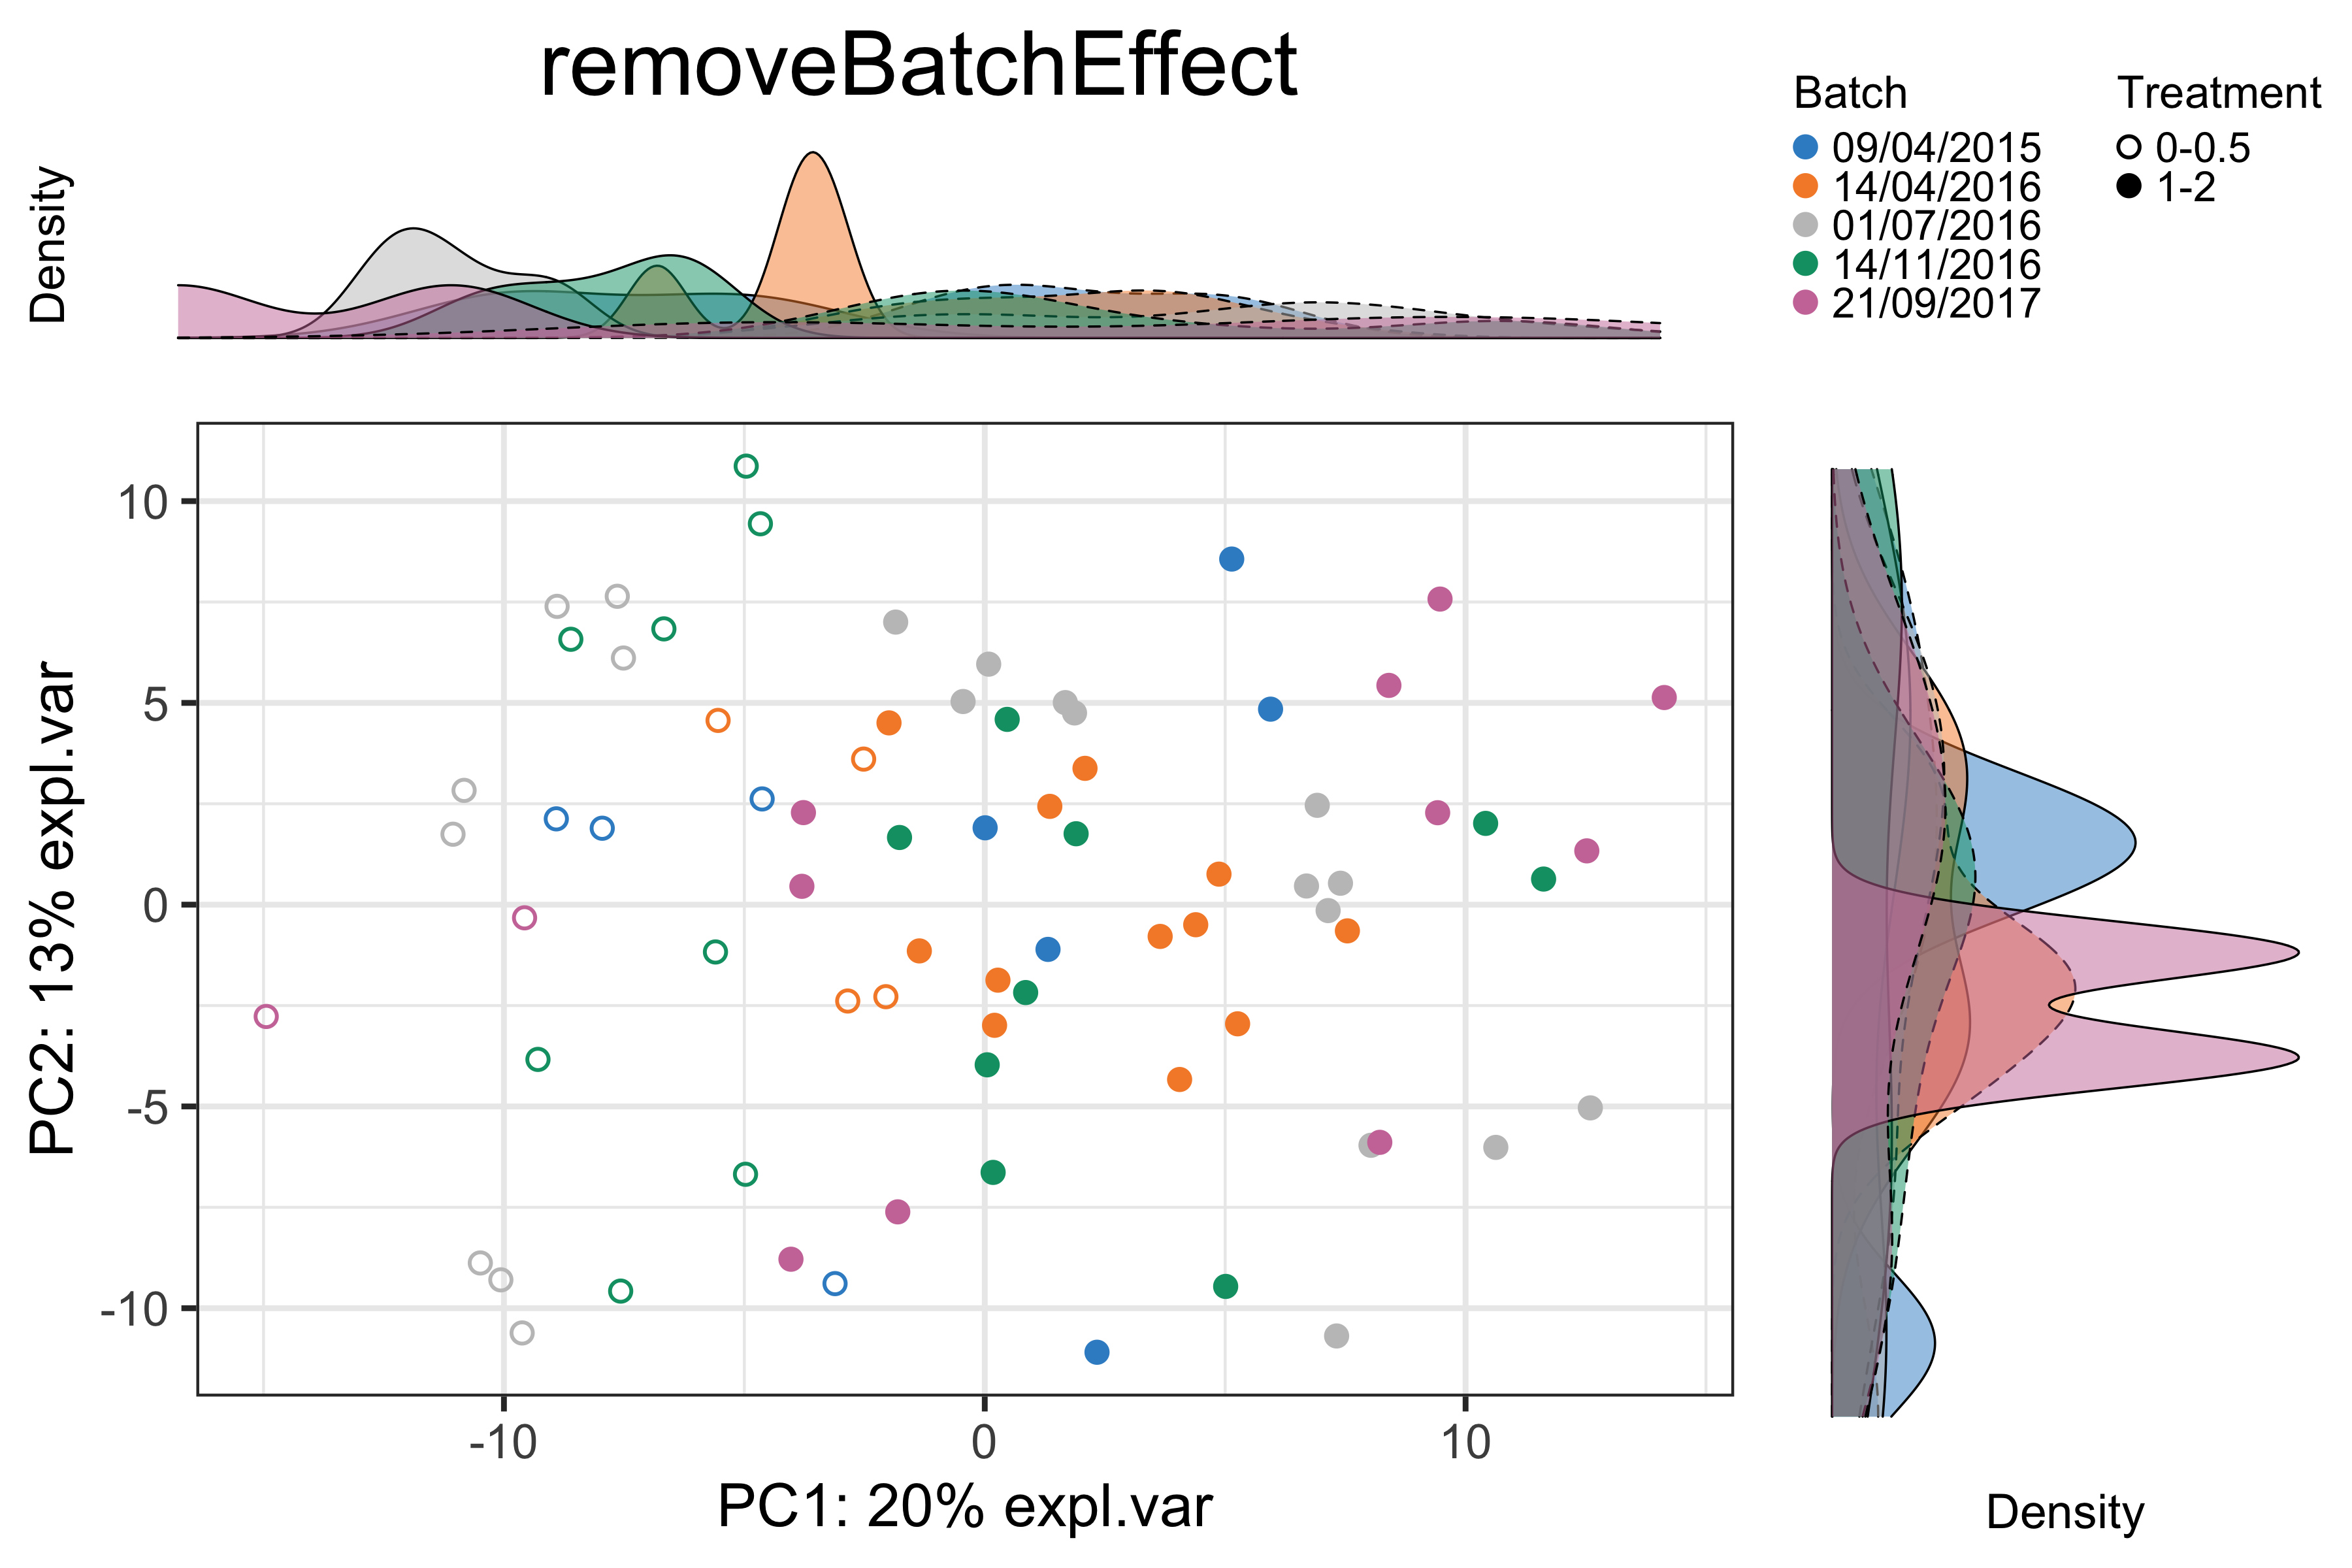 removeBatchEffect
Density
Batch
09/04/2015
14/04/2016
01/07/2016
14/11/2016
21/09/2017
Treatment
0-0.5
1-2
PC2: 13% expl.var
10
5
0
-5
-10
-10
0
10
PC1: 20% expl.var
Density